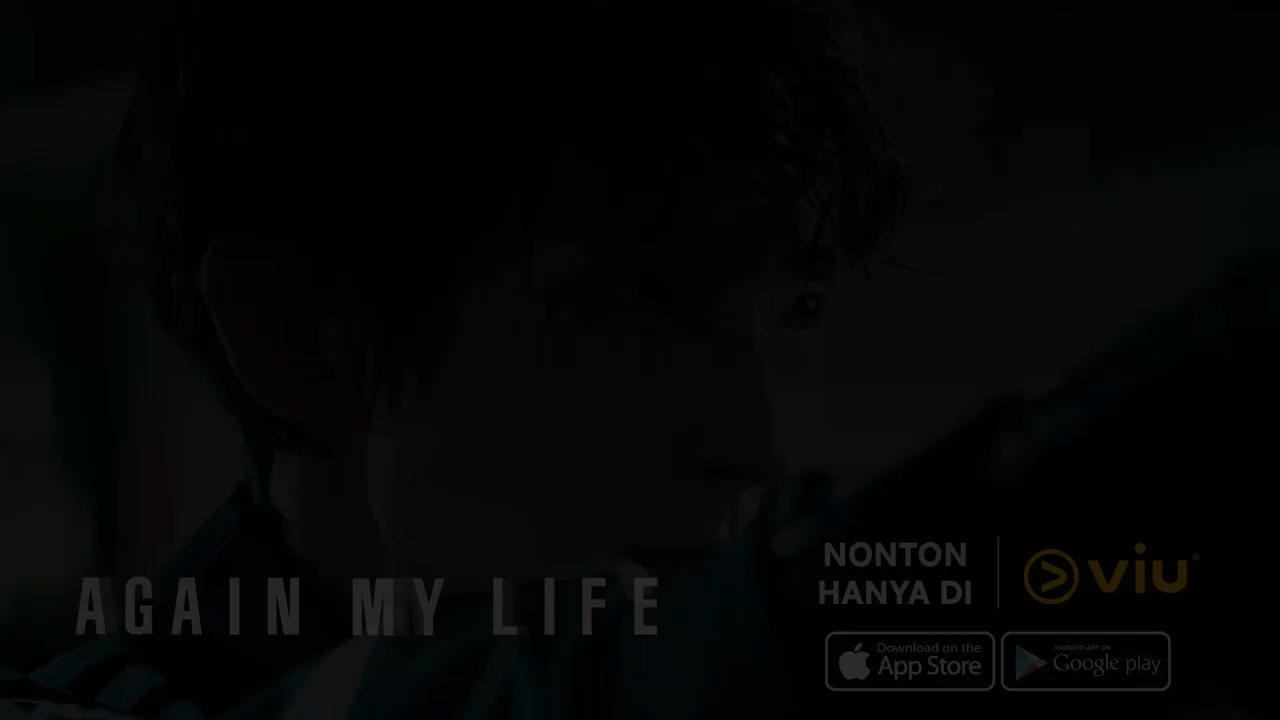 AGAIN MY LIFE
NONTON
HANYA DI
viu
Download on the
App Store
ANDROID APP ON
Google play